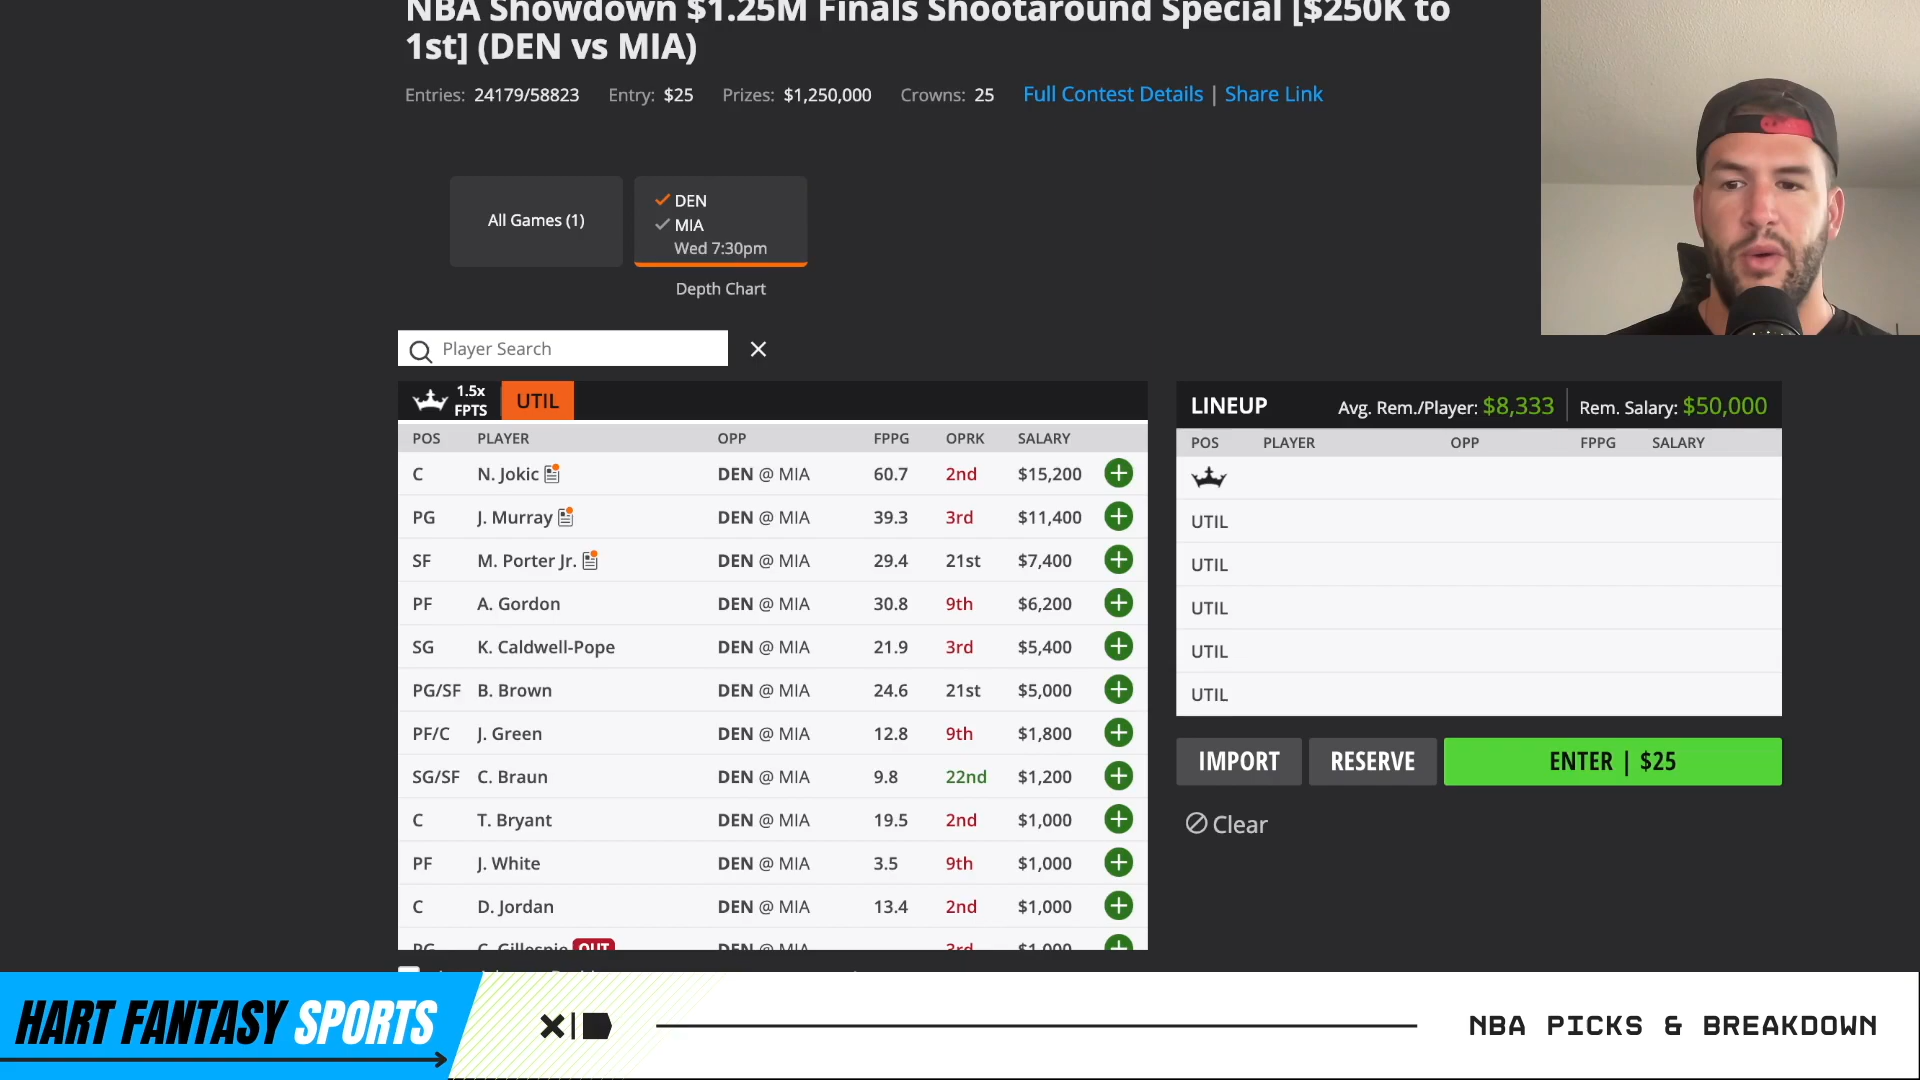 NBA Showdown $1.25M Finals Shootaround Special [$250K to
1st] (DEN vs MIA)
Entries: 24179/58823 Entry: $25 Prizes: $1,250,000 Crowns: 25 Full Contest Details | Share Link
All Games (1)
DEN
MIA
Wed 7:30pm
Depth Chart
Player Search
1.5x
FPTS
UTIL
POS PLAYER OPP FPPG OPRK SALARY
C N. Jokic DEN @ MIA 60.7 2nd $15,200
PG J. Murray DEN @ MIA 39.3 3rd $11,400
SF M. Porter Jr. DEN @ MIA 29.4 21st $7,400
PF A. Gordon DEN @ MIA 30.8 9th $6,200
SG K. Caldwell-Pope DEN @ MIA 21.9 3rd $5,400
PG/SF B. Brown DEN @ MIA 24.6 21st $5,000
PF/C J. Green DEN @ MIA 12.8 9th $1,800
SG/SF C. Braun DEN @ MIA 9.8 22nd $1,200
C T. Bryant DEN @ MIA 19.5 2nd $1,000
PF J. White DEN @ MIA 3.5 9th $1,000
C D. Jordan DEN @ MIA 13.4 2nd $1,000
PG C. Gillespie OUT DEN @ MIA 3rd $1,000
LINEUP Avg. Rem./Player: $8,333 Rem. Salary: $50,000
POS PLAYER OPP FPPG SALARY
UTIL
UTIL
UTIL
UTIL
UTIL
IMPORT RESERVE ENTER | $25
Clear
HART FANTASY SPORTS
NBA PICKS & BREAKDOWN